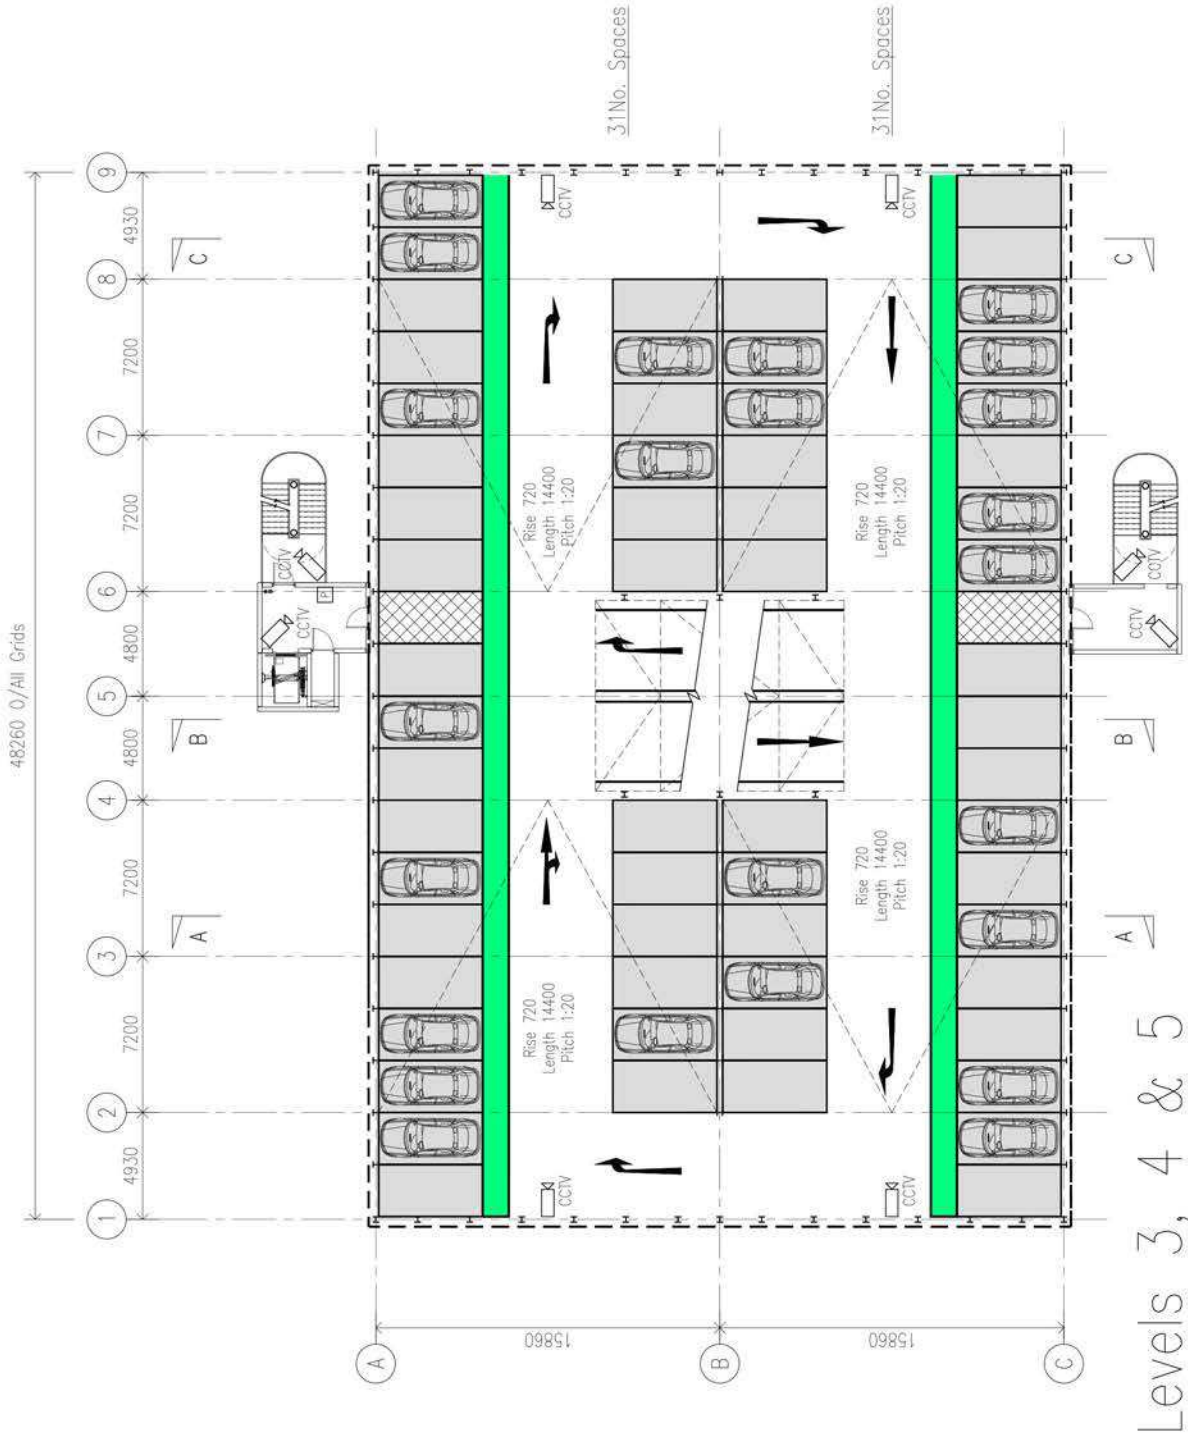 48260 O/All Grids
4930
7200
7200
4800
4800
7200
7200
4930
1
2
3
4
5
6
7
8
9
A
B
C
A
B
C
A
B
C
15860
15860
31No. Spaces
31No. Spaces
CCTV
CCTV
CCTV
P
CCTV
CCTV
CCTV
CCTV
CCTV
Rise 720
Length 14400
Pitch 1:20
Rise 720
Length 14400
Pitch 1:20
Rise 720
Length 14400
Pitch 1:20
Rise 720
Length 14400
Pitch 1:20
Levels 3, 4 & 5